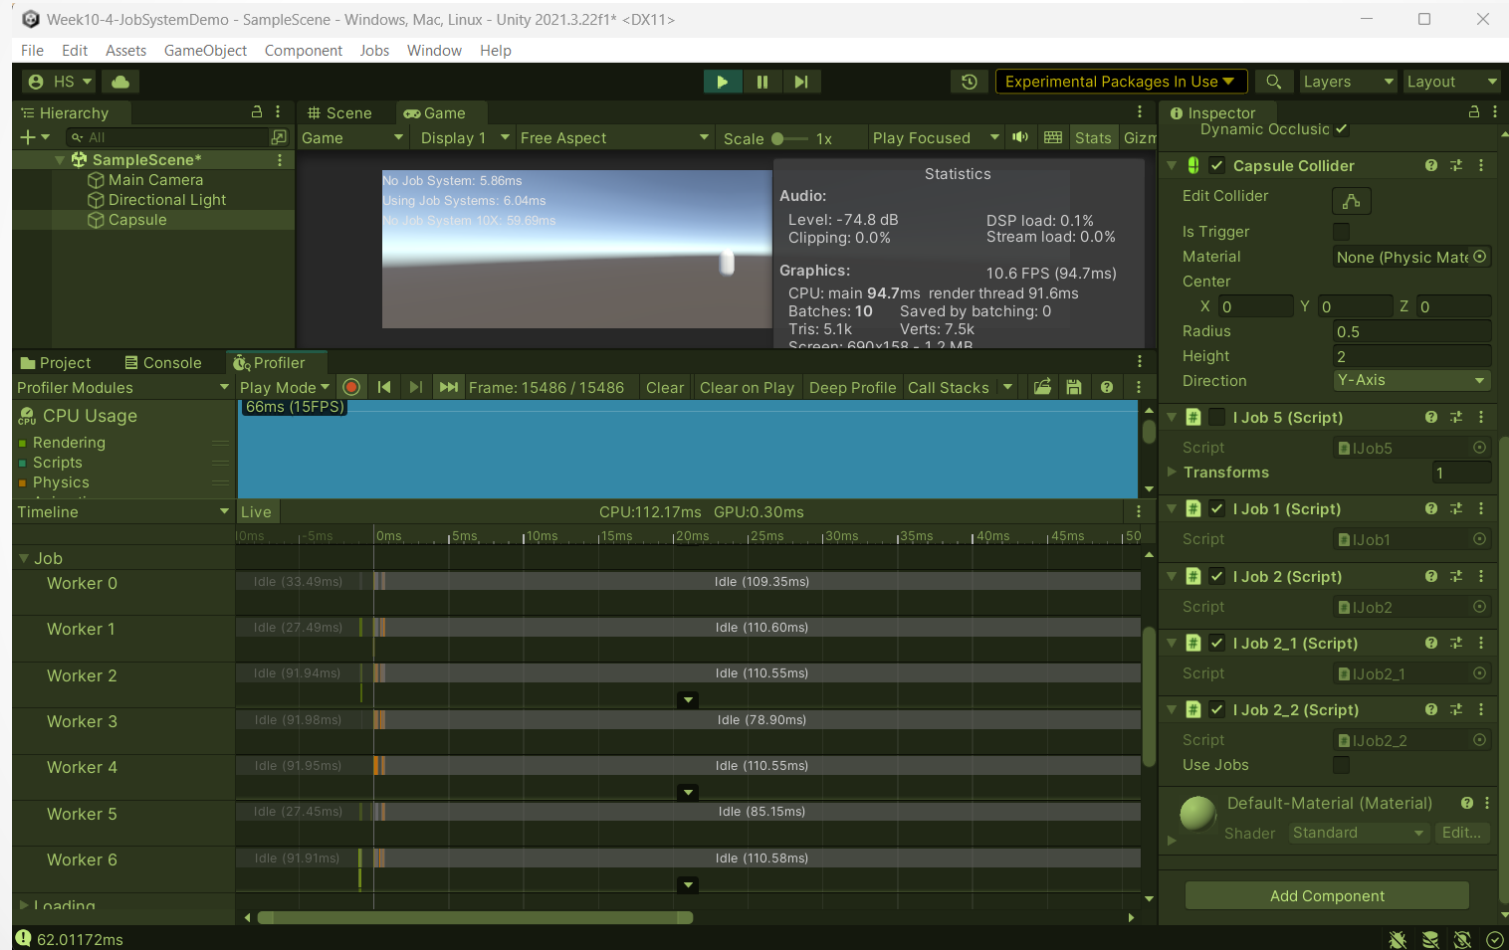 Week10-4-JobSystemDemo - SampleScene - Windows, Mac, Linux - Unity 2021.3.22f1* <DX11>
File Edit Assets GameObject Component Jobs Window Help
HS Experimental Packages In Use Layers Layout
Hierarchy
All
SampleScene*
Main Camera
Directional Light
Capsule
Scene Game
Game Display 1 Free Aspect Scale 1x Play Focused Stats Gizm
No Job System: 5.86ms
Using Job Systems: 6.04ms
No Job System 10X: 59.69ms
Statistics
Audio:
Level: -74.8 dB DSP load: 0.1%
Clipping: 0.0% Stream load: 0.0%
Graphics: 10.6 FPS (94.7ms)
CPU: main 94.7ms render thread 91.6ms
Batches: 10 Saved by batching: 0
Tris: 5.1k Verts: 7.5k
Screen: 690x158 - 1.2 MB
Project Console Profiler
Profiler Modules Play Mode Frame: 15486 / 15486 Clear Clear on Play Deep Profile Call Stacks
CPU Usage
Rendering
Scripts
Physics
66ms (15FPS)
Timeline Live CPU:112.17ms GPU:0.30ms
-5ms 0ms 5ms 10ms 15ms 20ms 25ms 30ms 35ms 40ms 45ms 50
Job
Worker 0 Idle (33.49ms) Idle (109.35ms)
Worker 1 Idle (27.49ms) Idle (110.60ms)
Worker 2 Idle (91.94ms) Idle (110.55ms)
Worker 3 Idle (91.98ms) Idle (78.90ms)
Worker 4 Idle (91.95ms) Idle (110.55ms)
Worker 5 Idle (27.45ms) Idle (85.15ms)
Worker 6 Idle (91.91ms) Idle (110.58ms)
Loading
62.01172ms
Inspector
Dynamic Occlusic
Capsule Collider
Edit Collider
Is Trigger
Material None (Physic Mate
Center
X 0 Y 0 Z 0
Radius 0.5
Height 2
Direction Y-Axis
I Job 5 (Script)
Script IJob5
Transforms 1
I Job 1 (Script)
Script IJob1
I Job 2 (Script)
Script IJob2
I Job 2_1 (Script)
Script IJob2_1
I Job 2_2 (Script)
Script IJob2_2
Use Jobs
Default-Material (Material)
Shader Standard Edit...
Add Component